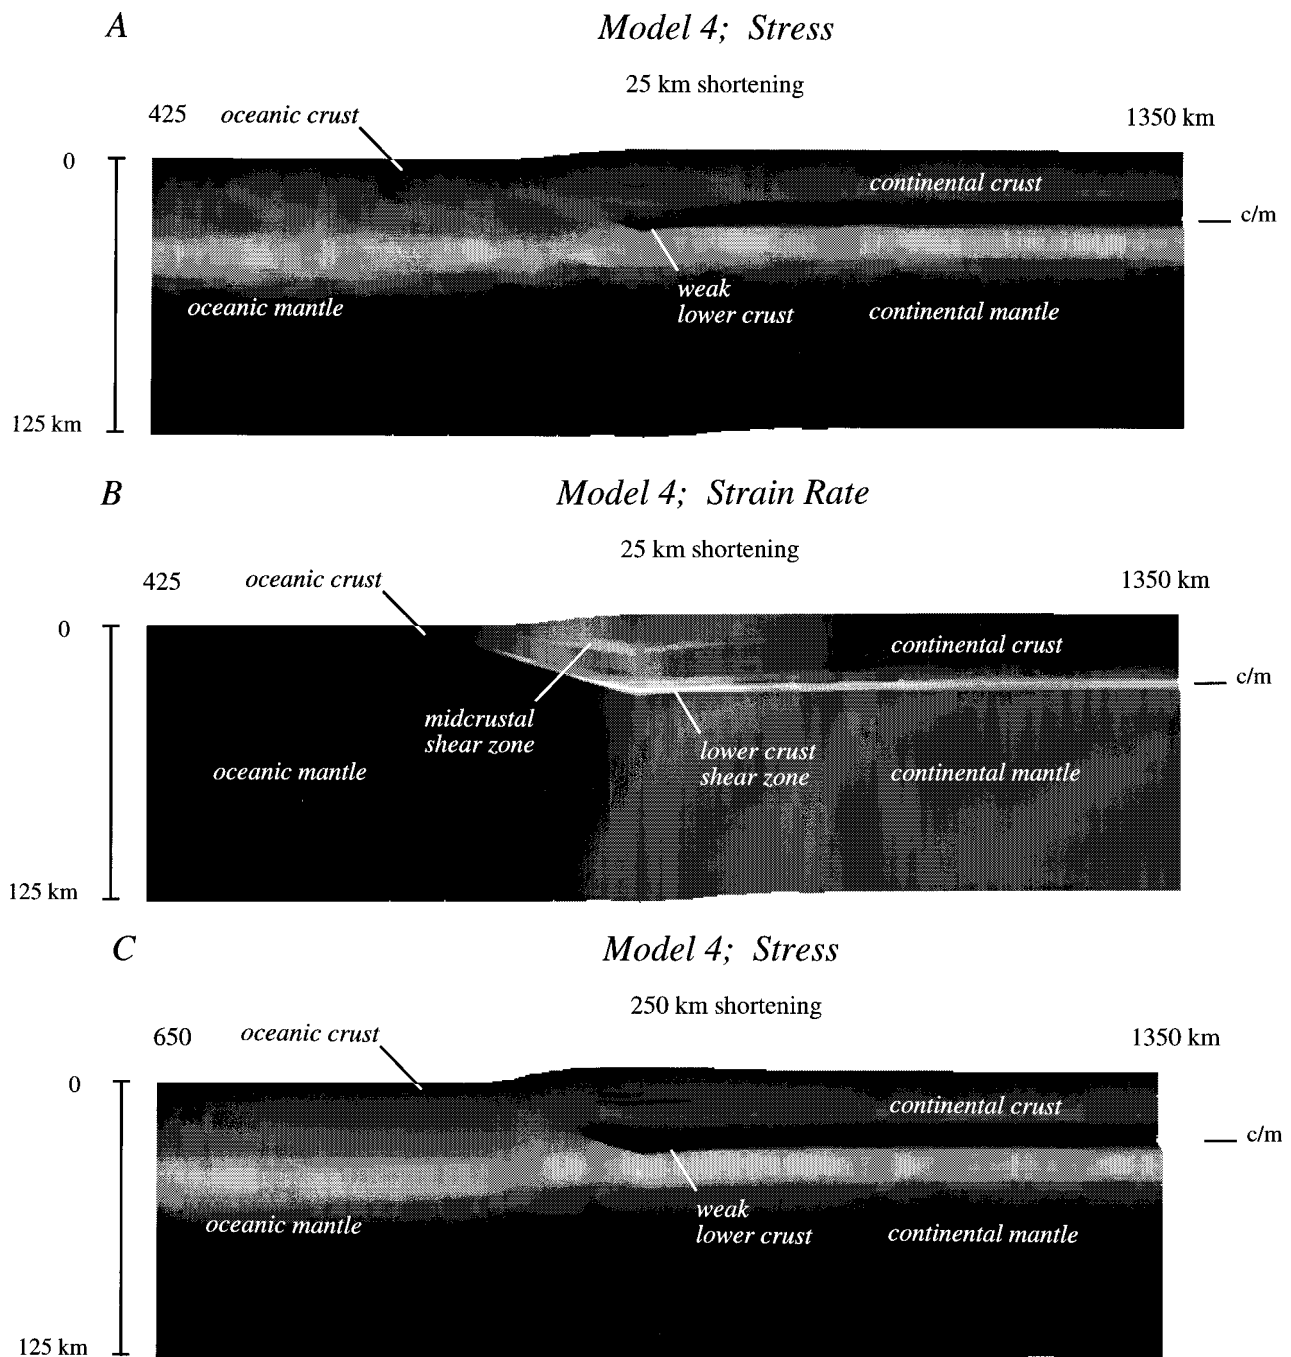 A
Model 4; Stress
25 km shortening
425
oceanic crust
1350 km
0
continental crust
c/m
weak
lower crust
oceanic mantle
continental mantle
125 km
B
Model 4; Strain Rate
25 km shortening
425
oceanic crust
1350 km
0
continental crust
c/m
midcrustal
shear zone
lower crust
shear zone
oceanic mantle
continental mantle
125 km
C
Model 4; Stress
250 km shortening
650
oceanic crust
1350 km
0
continental crust
c/m
weak
lower crust
oceanic mantle
continental mantle
125 km